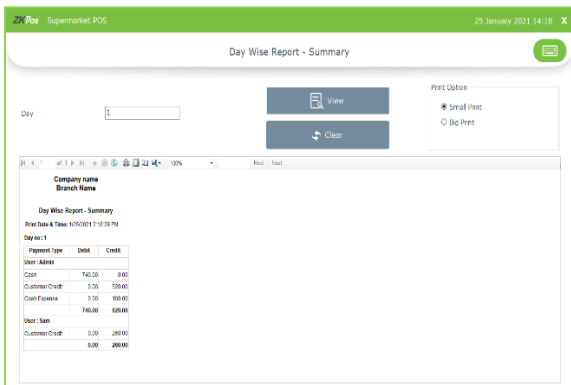 ZKPos Supermarket POS 25 January 2021 14:18 X
Day Wise Report - Summary
Print Option
View
Small Print
Day 1
Big Print
Clear
1 of 1 100% Find | Next
Company name
Branch Name
Day Wise Report - Summary
Print Date & Time: 1/25/2021 2:18:20 PM
Day no : 1
Payment Type Debit Credit
User : Admin
Cash 740.00 0.00
Customer Credit 0.00 520.00
Cash Expense 0.00 100.00
740.00 620.00
User : Sam
Customer Credit 0.00 260.00
0.00 260.00